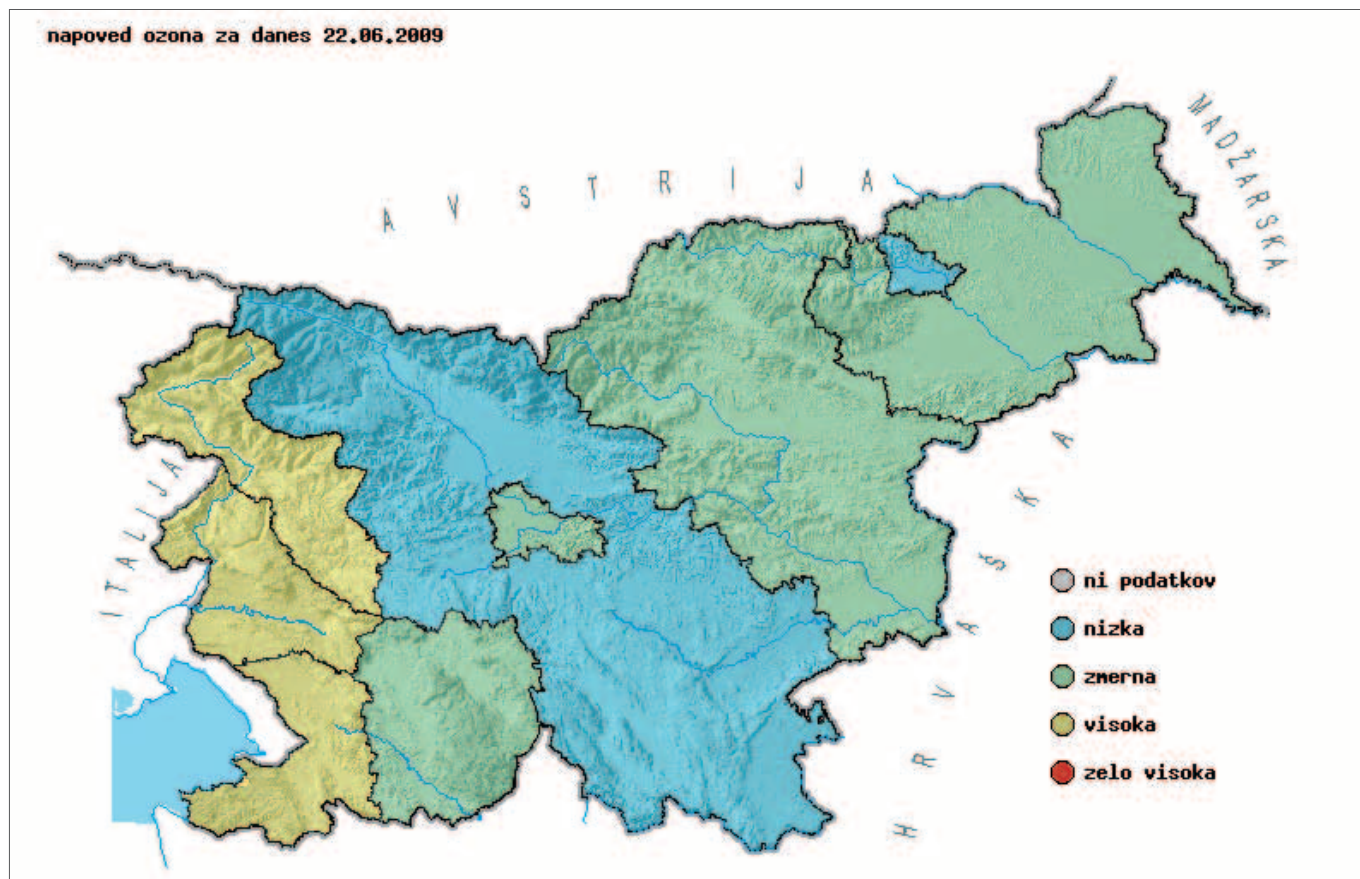 napoved ozona za danes 22.06.2009
MADŽARSKA
AVSTRIJA
ITALIJA
HRVAŠKA
ni podatkov
nizka
zmerna
visoka
zelo visoka